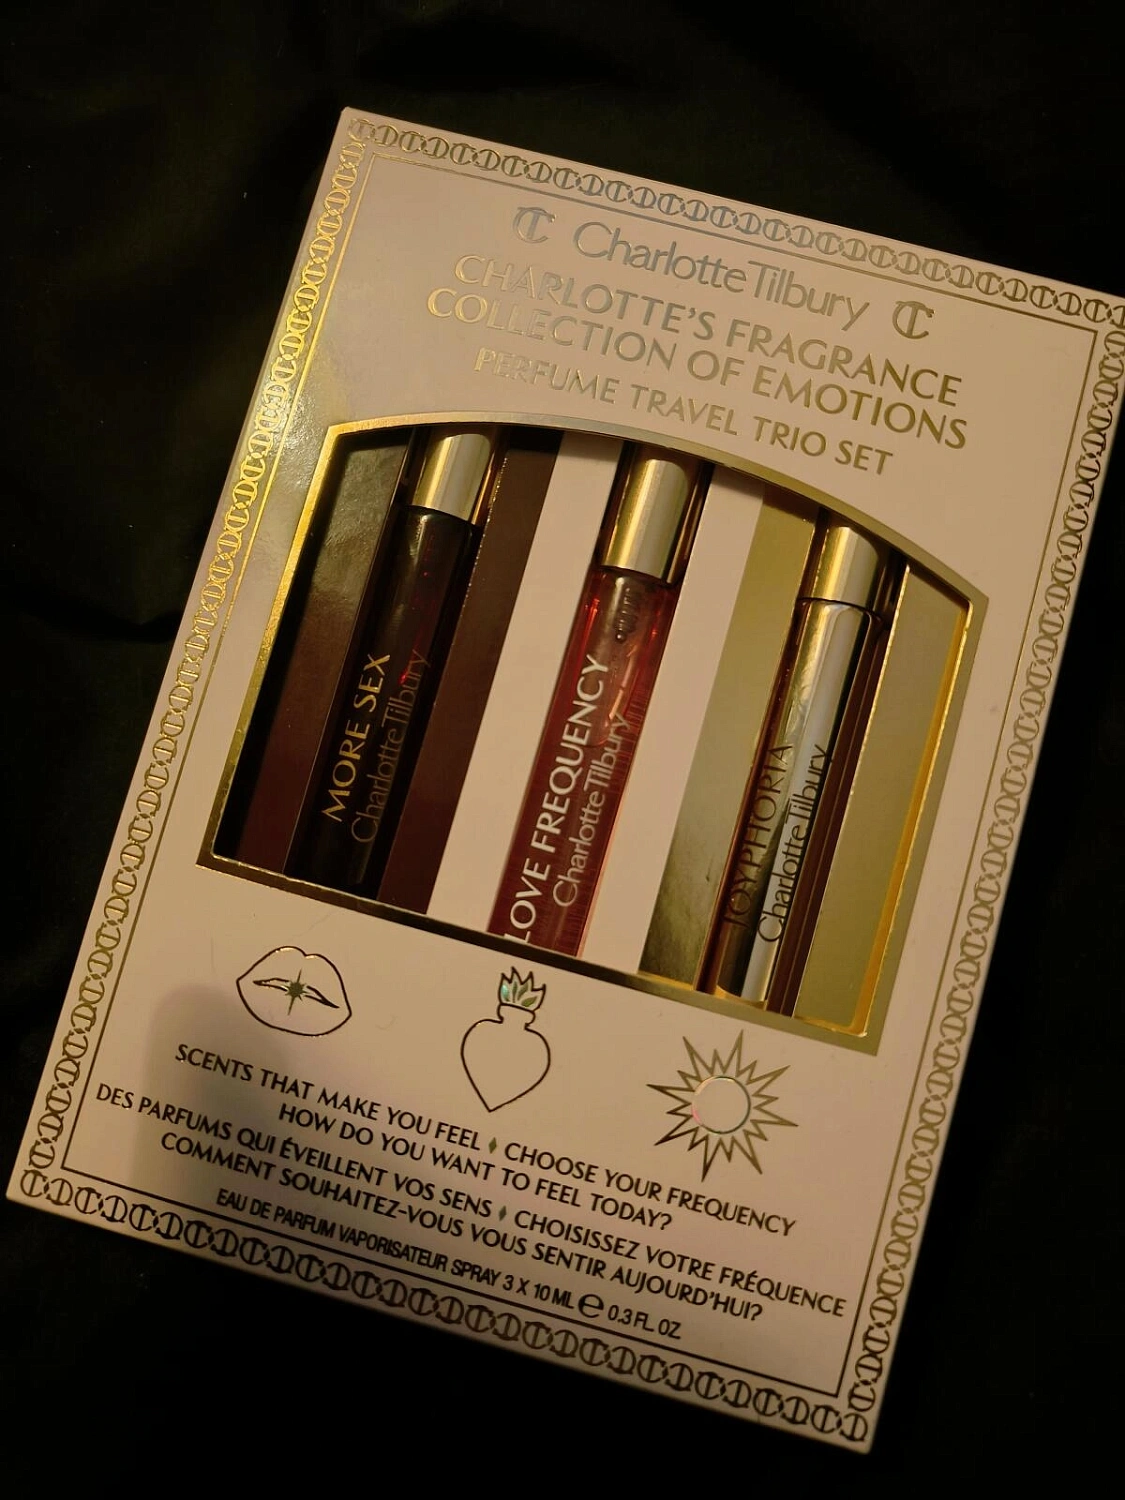 Charlotte Tilbury
CHARLOTTE'S FRAGRANCE
COLLECTION OF EMOTIONS
PERFUME TRAVEL TRIO SET
MORE SEX
Charlotte Tilbury
LOVE FREQUENCY
Charlotte Tilbury
JOYPHORIA
Charlotte Tilbury
SCENTS THAT MAKE YOU FEEL ♦ CHOOSE YOUR FREQUENCY
HOW DO YOU WANT TO FEEL TODAY?
DES PARFUMS QUI ÉVEILLENT VOS SENS ♦ CHOISISSEZ VOTRE FRÉQUENCE
COMMENT SOUHAITEZ-VOUS VOUS SENTIR AUJOURD'HUI?
EAU DE PARFUM VAPORISATEUR SPRAY 3 X 10 ML ℮ 0.3 FL. OZ